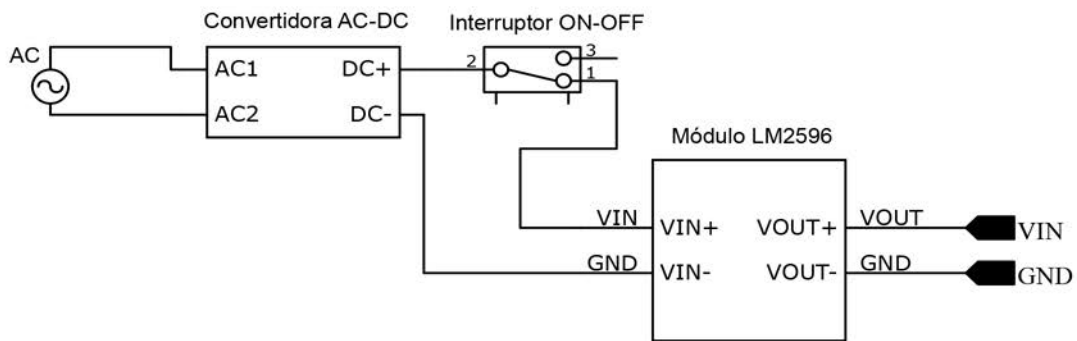 Convertidora AC-DC
Interruptor ON-OFF
AC
AC1
DC+
2
3
1
AC2
DC-
Módulo LM2596
VIN
VIN+
VOUT+
VOUT
VIN
GND
VIN-
VOUT-
GND
GND